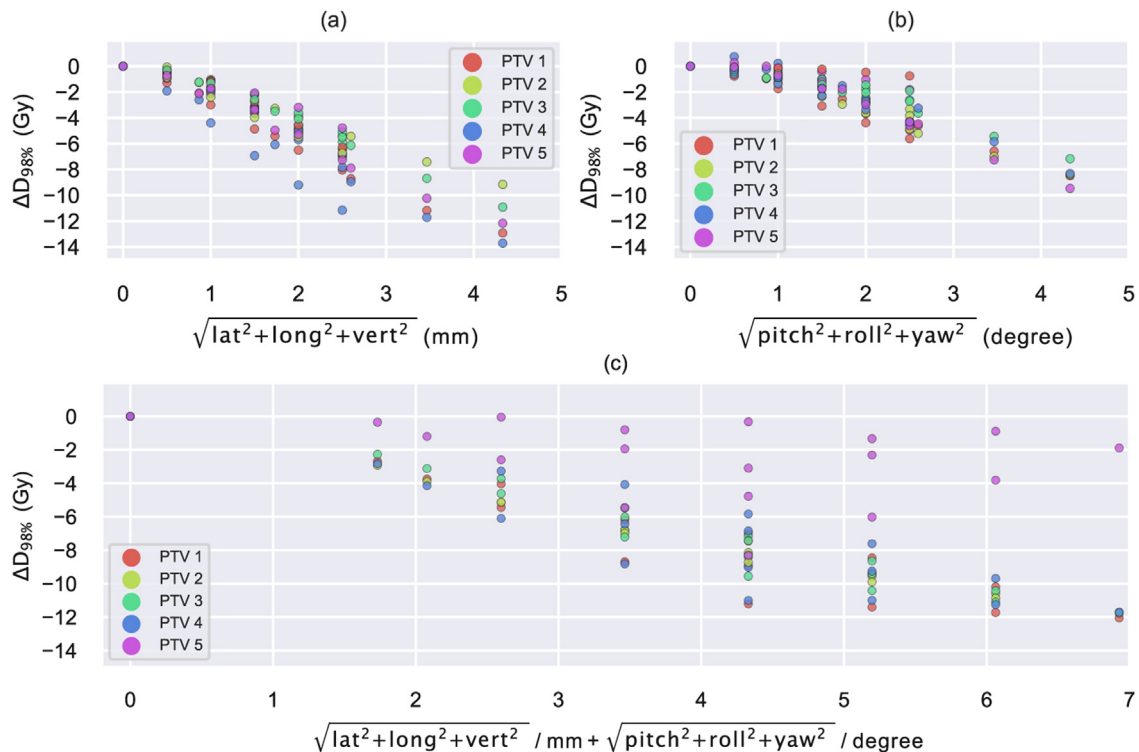 (a)
0
−2
−4
−6
−8
−10
−12
−14
ΔD98% (Gy)
PTV 1
PTV 2
PTV 3
PTV 4
PTV 5
0 1 2 3 4 5
√lat²+long²+vert² (mm)
(b)
0
−2
−4
−6
−8
−10
−12
−14
ΔD98% (Gy)
PTV 1
PTV 2
PTV 3
PTV 4
PTV 5
0 1 2 3 4 5
√pitch²+roll²+yaw² (degree)
(c)
0
−2
−4
−6
−8
−10
−12
−14
ΔD98% (Gy)
PTV 1
PTV 2
PTV 3
PTV 4
PTV 5
0 1 2 3 4 5 6 7
√lat²+long²+vert² / mm + √pitch²+roll²+yaw² / degree